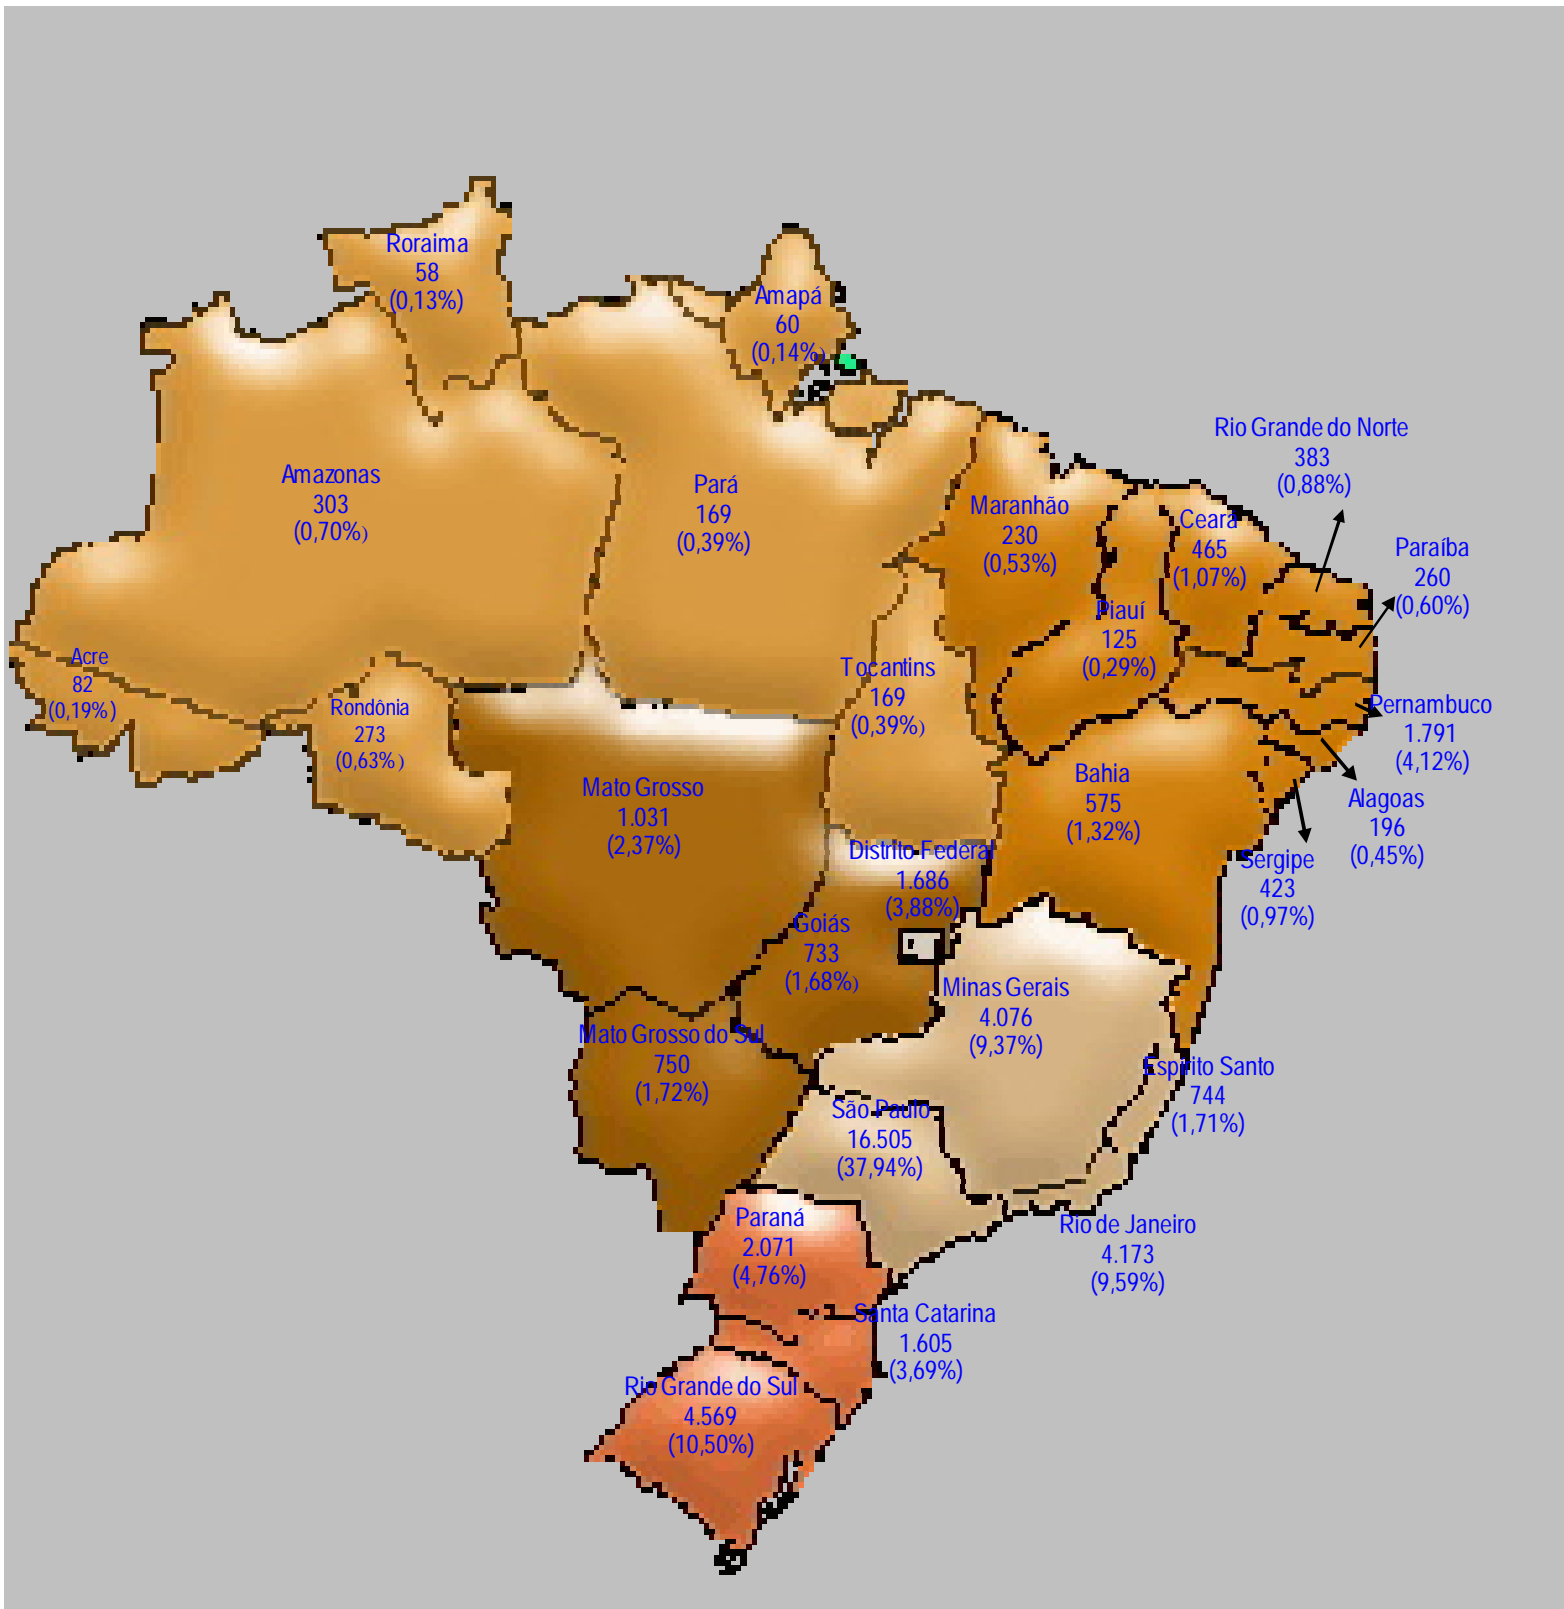 Roraima
58
(0,13%)
Amapá
60
(0,14%)
Rio Grande do Norte
383
(0,88%)
Amazonas
303
(0,70%)
Pará
169
(0,39%)
Maranhão
230
(0,53%)
Ceará
465
(1,07%)
Paraíba
260
(0,60%)
Piauí
125
(0,29%)
Acre
82
(0,19%)
Rondônia
273
(0,63%)
Tocantins
169
(0,39%)
Pernambuco
1.791
(4,12%)
Mato Grosso
1.031
(2,37%)
Bahia
575
(1,32%)
Alagoas
196
(0,45%)
Sergipe
423
(0,97%)
Distrito Federal
1.686
(3,88%)
Goiás
733
(1,68%)
Minas Gerais
4.076
(9,37%)
Mato Grosso do Sul
750
(1,72%)
Espírito Santo
744
(1,71%)
São Paulo
16.505
(37,94%)
Rio de Janeiro
4.173
(9,59%)
Paraná
2.071
(4,76%)
Santa Catarina
1.605
(3,69%)
Rio Grande do Sul
4.569
(10,50%)